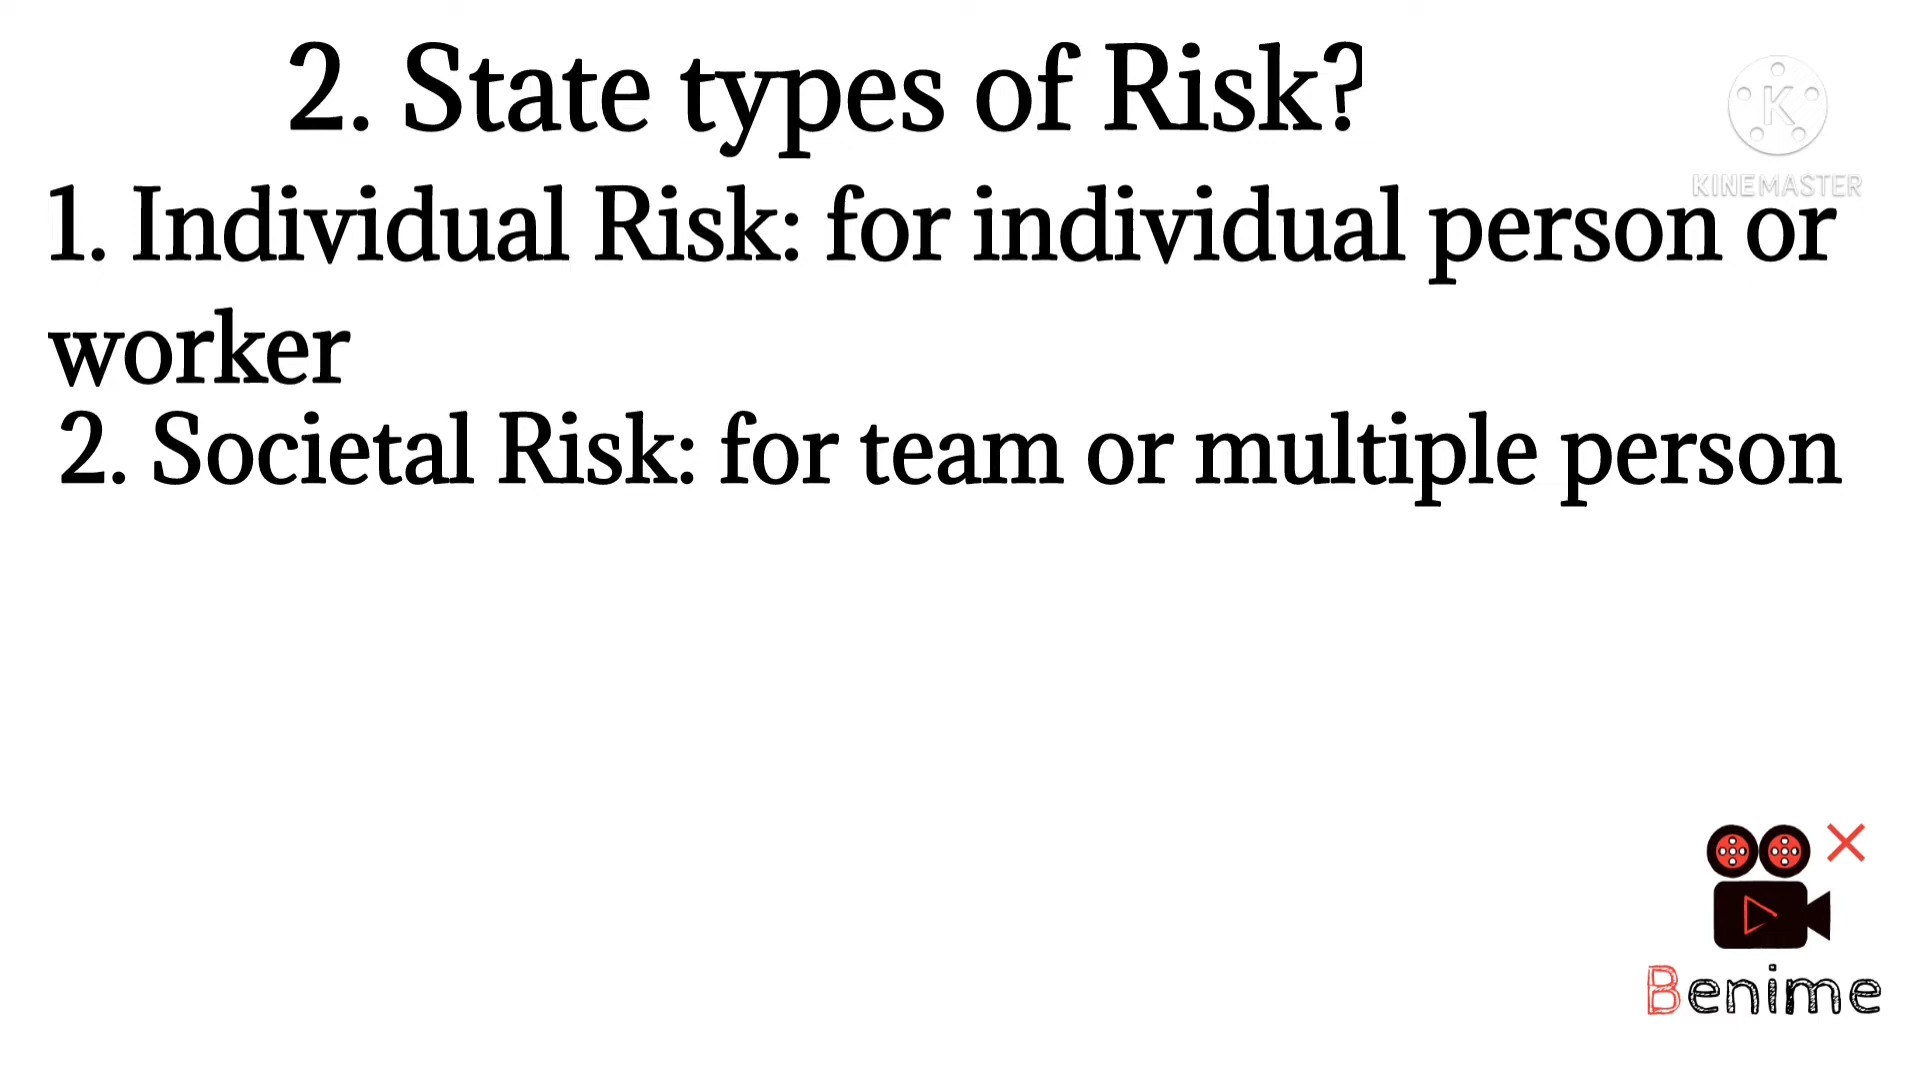 2. State types of Risk?
KINEMASTER
1. Individual Risk: for individual person or
worker
2. Societal Risk: for team or multiple person
Benime